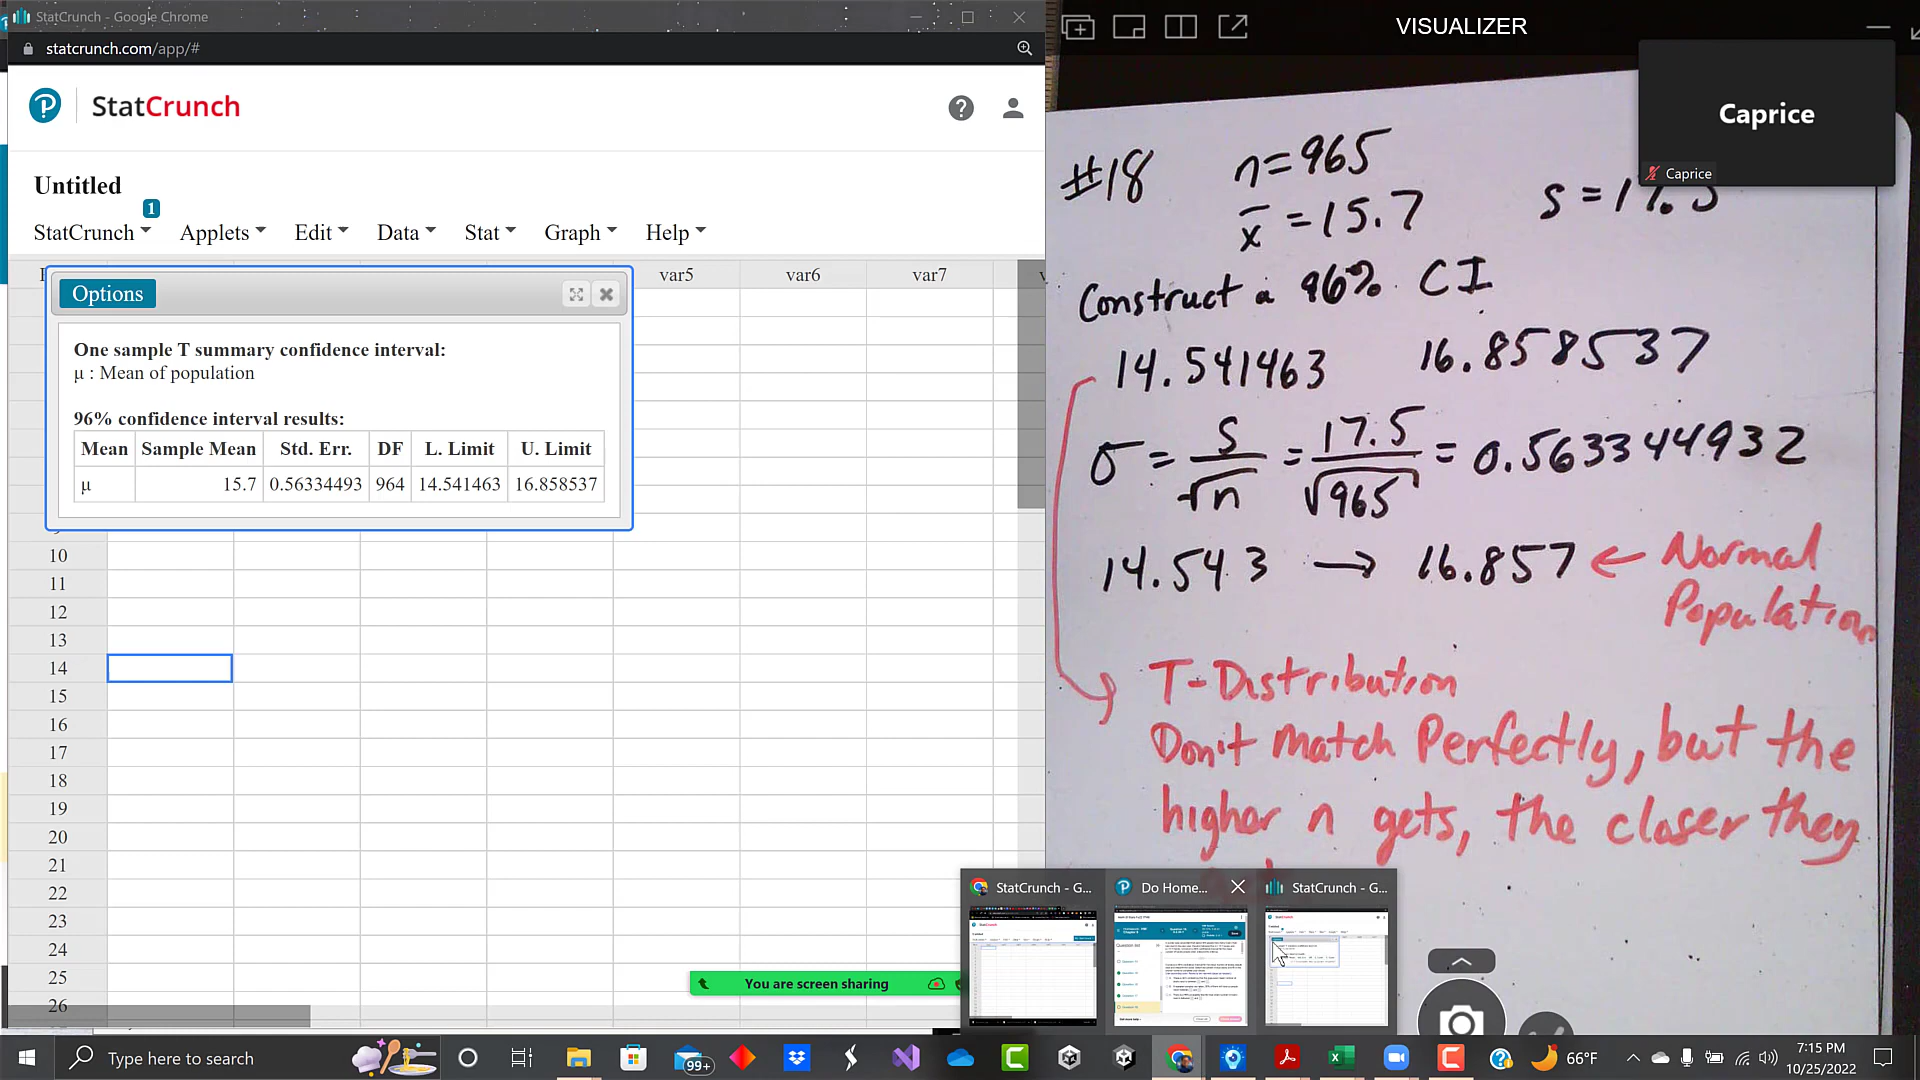 StatCrunch - Google Chrome
statcrunch.com/app/#
StatCrunch
Untitled
1
StatCrunch Applets Edit Data Stat Graph Help
var5 var6 var7
Options
One sample T summary confidence interval:
μ : Mean of population
96% confidence interval results:
Mean Sample Mean Std. Err. DF L. Limit U. Limit
μ 15.7 0.56334493 964 14.541463 16.858537
10
11
12
13
14
15
16
17
18
19
20
21
22
23
24
25
26
You are screen sharing
VISUALIZER
Caprice
Caprice
#18 n=965
x̄ =15.7 s =17.5
Construct a 96% CI
14.541463 16.858537
σ = s/√n = 17.5/√965 = 0.563344932
14.543 → 16.857 ← Normal
Population
T-Distribution
Don't match Perfectly, but the
higher n gets, the closer they
StatCrunch - G... Do Home... StatCrunch - G...
Type here to search
99+
66°F
7:15 PM
10/25/2022